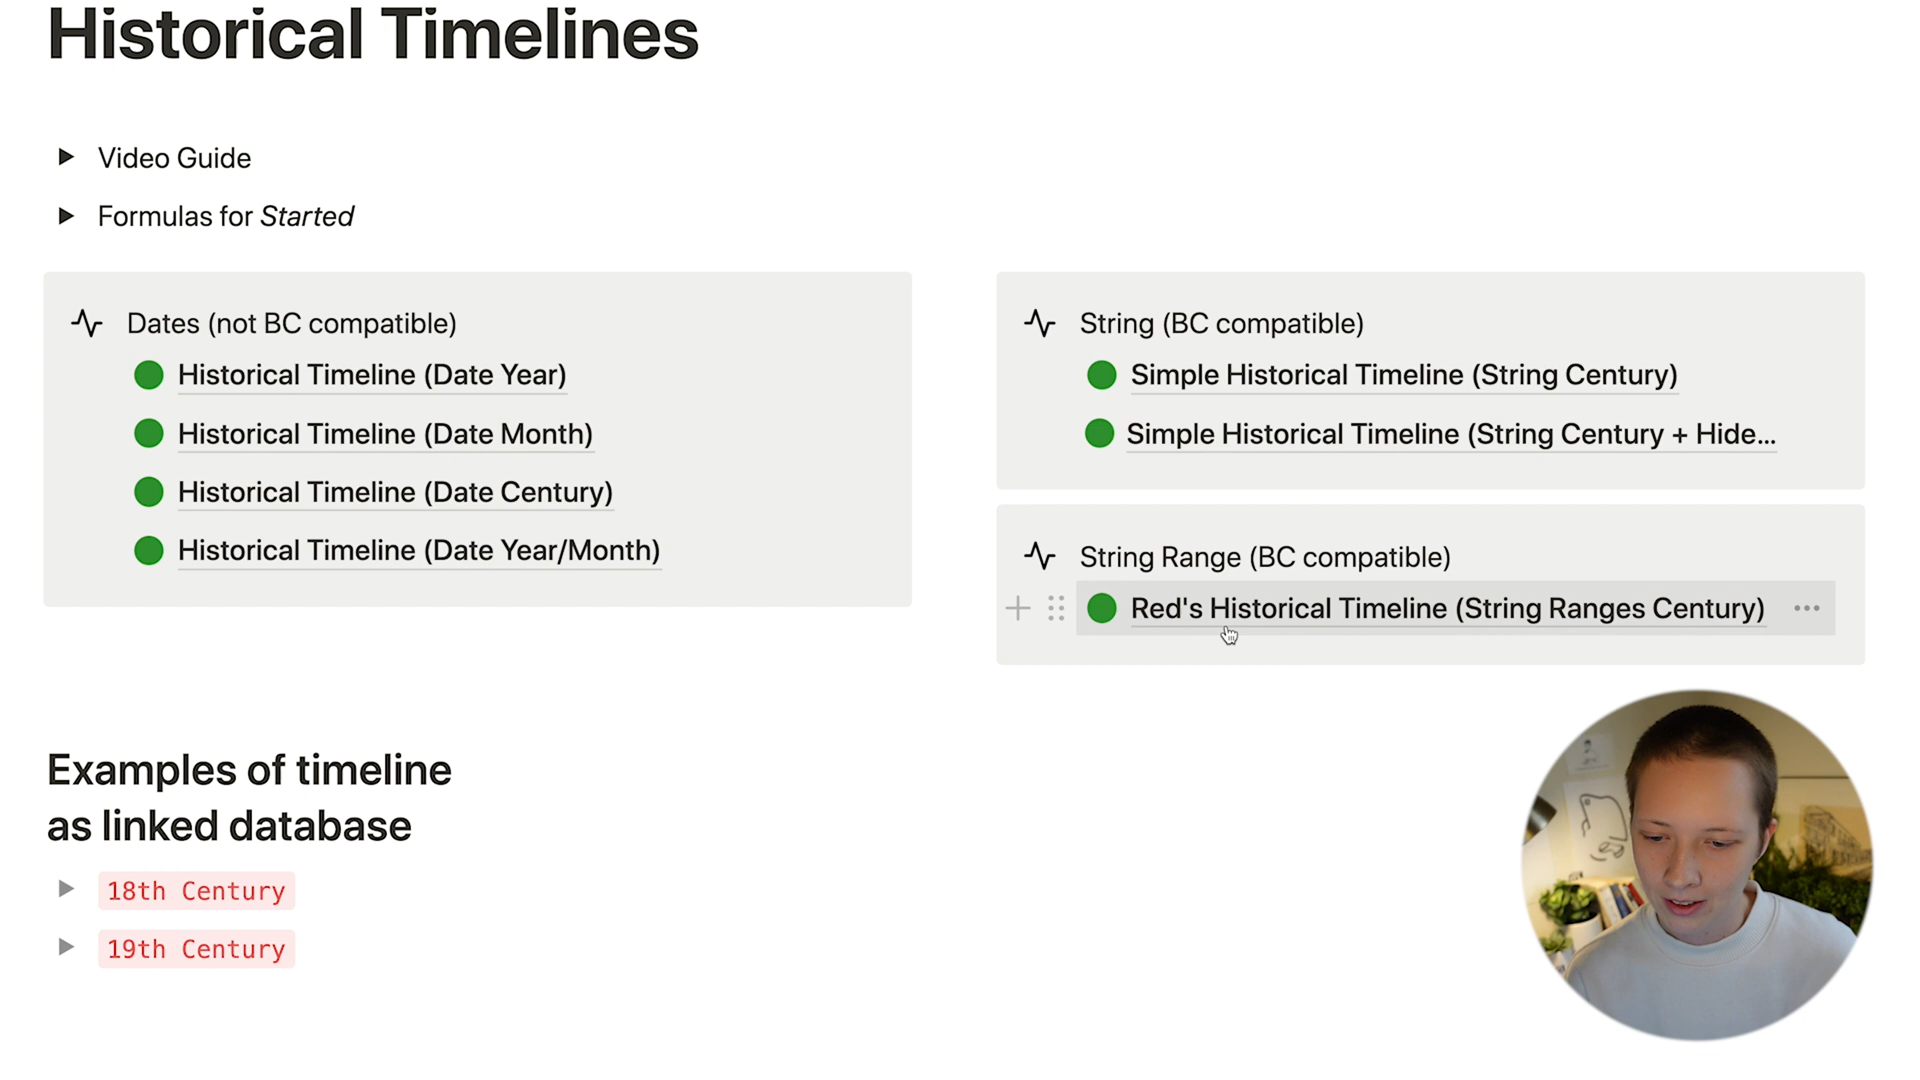 Historical Timelines
Video Guide
Formulas for Started
Dates (not BC compatible)
Historical Timeline (Date Year)
Historical Timeline (Date Month)
Historical Timeline (Date Century)
Historical Timeline (Date Year/Month)
String (BC compatible)
Simple Historical Timeline (String Century)
Simple Historical Timeline (String Century + Hide...
String Range (BC compatible)
Red's Historical Timeline (String Ranges Century)
Examples of timeline
as linked database
18th Century
19th Century